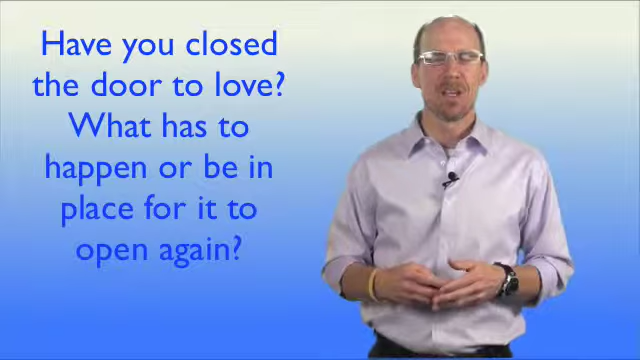 Have you closed
the door to love?
What has to
happen or be in
place for it to
open again?